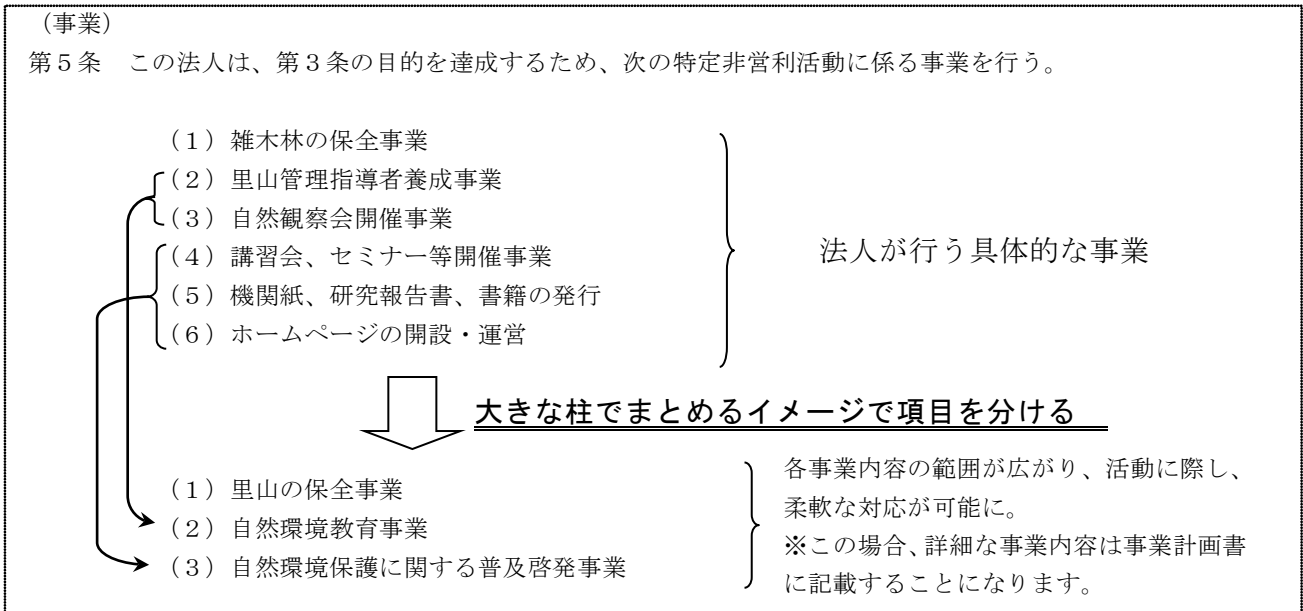 （事業）
第５条　この法人は、第３条の目的を達成するため、次の特定非営利活動に係る事業を行う。
（１）雑木林の保全事業
（２）里山管理指導者養成事業
（３）自然観察会開催事業
（４）講習会、セミナー等開催事業
（５）機関紙、研究報告書、書籍の発行
（６）ホームページの開設・運営
法人が行う具体的な事業
大きな柱でまとめるイメージで項目を分ける
（１）里山の保全事業
（２）自然環境教育事業
（３）自然環境保護に関する普及啓発事業
各事業内容の範囲が広がり、活動に際し、
柔軟な対応が可能に。
※この場合、詳細な事業内容は事業計画書
に記載することになります。